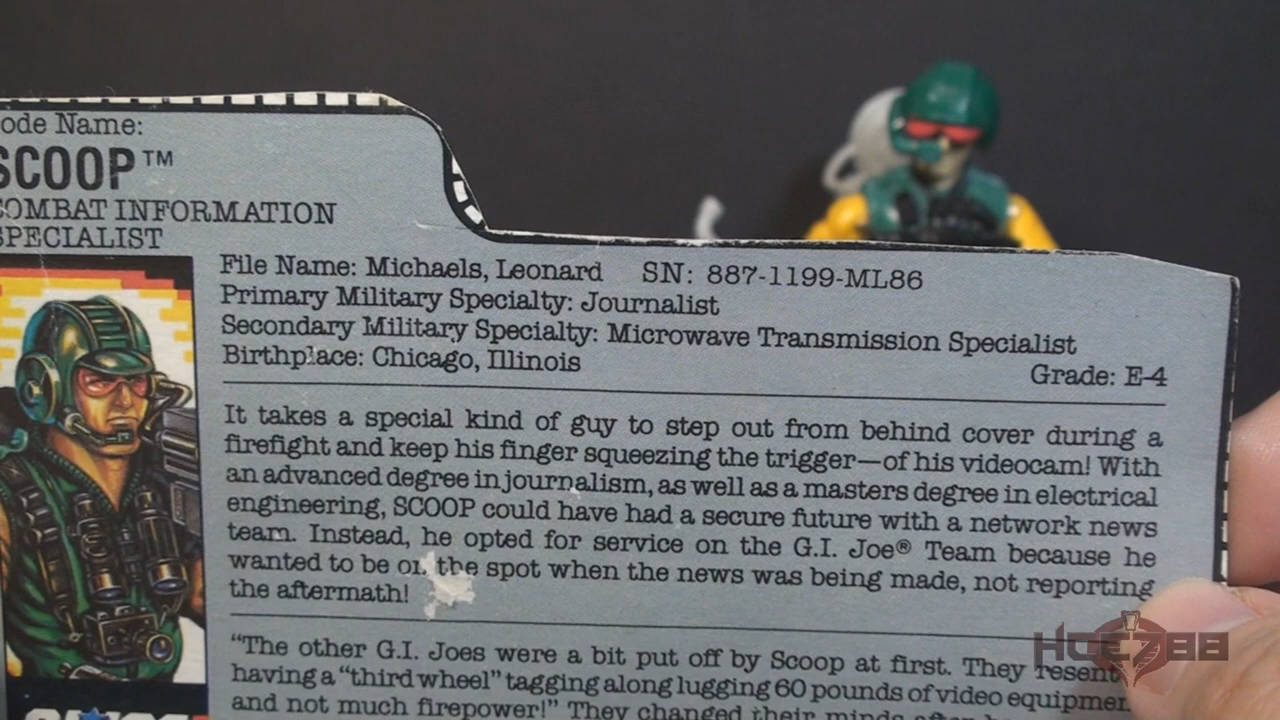 ode Name:
SCOOP™
COMBAT INFORMATION
SPECIALIST
File Name: Michaels, Leonard SN: 887-1199-ML86
Primary Military Specialty: Journalist
Secondary Military Specialty: Microwave Transmission Specialist
Birthplace: Chicago, Illinois
Grade: E-4
It takes a special kind of guy to step out from behind cover during a
firefight and keep his finger squeezing the trigger—of his videocam! With
an advanced degree in journalism, as well as a masters degree in electrical
engineering, SCOOP could have had a secure future with a network news
team. Instead, he opted for service on the G.I. Joe® Team because he
wanted to be on the spot when the news was being made, not reporting
the aftermath!
"The other G.I. Joes were a bit put off by Scoop at first. They resent
having a "third wheel" tagging along lugging 60 pounds of video equipmen
and not much firepower!" They changed their minds after
HCC788